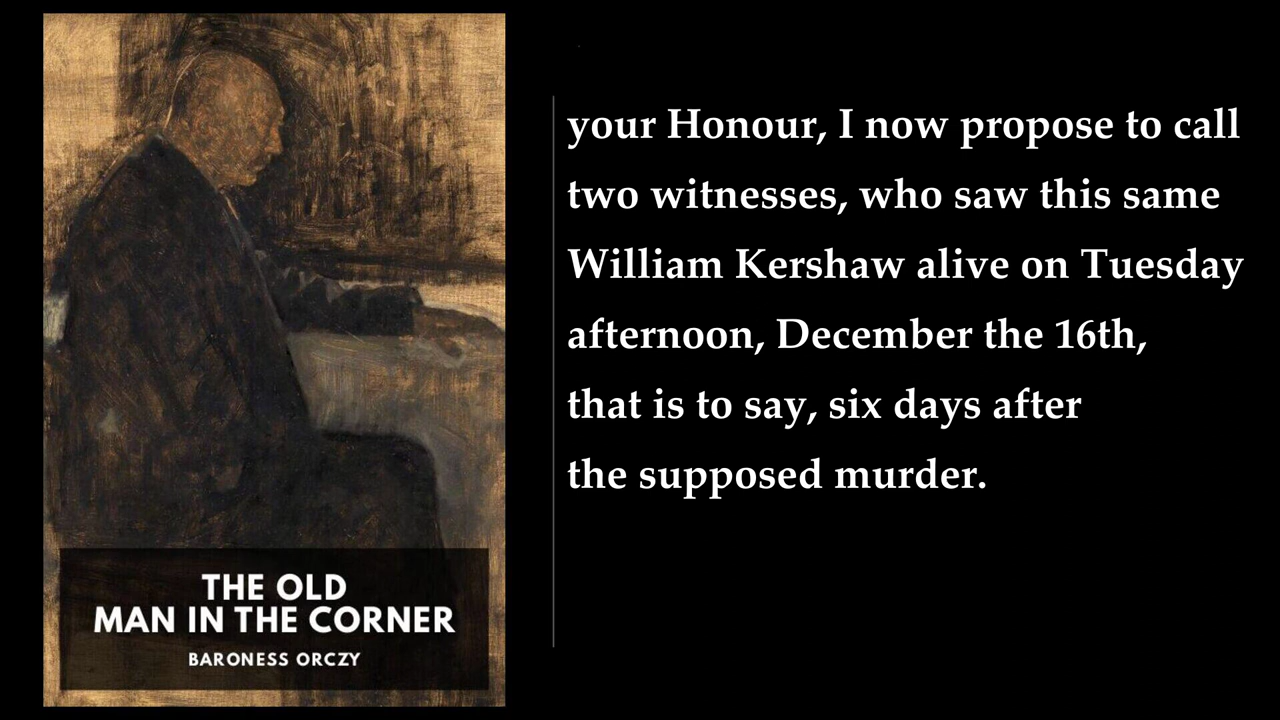 THE OLD
MAN IN THE CORNER
BARONESS ORCZY
your Honour, I now propose to call
two witnesses, who saw this same
William Kershaw alive on Tuesday
afternoon, December the 16th,
that is to say, six days after
the supposed murder.